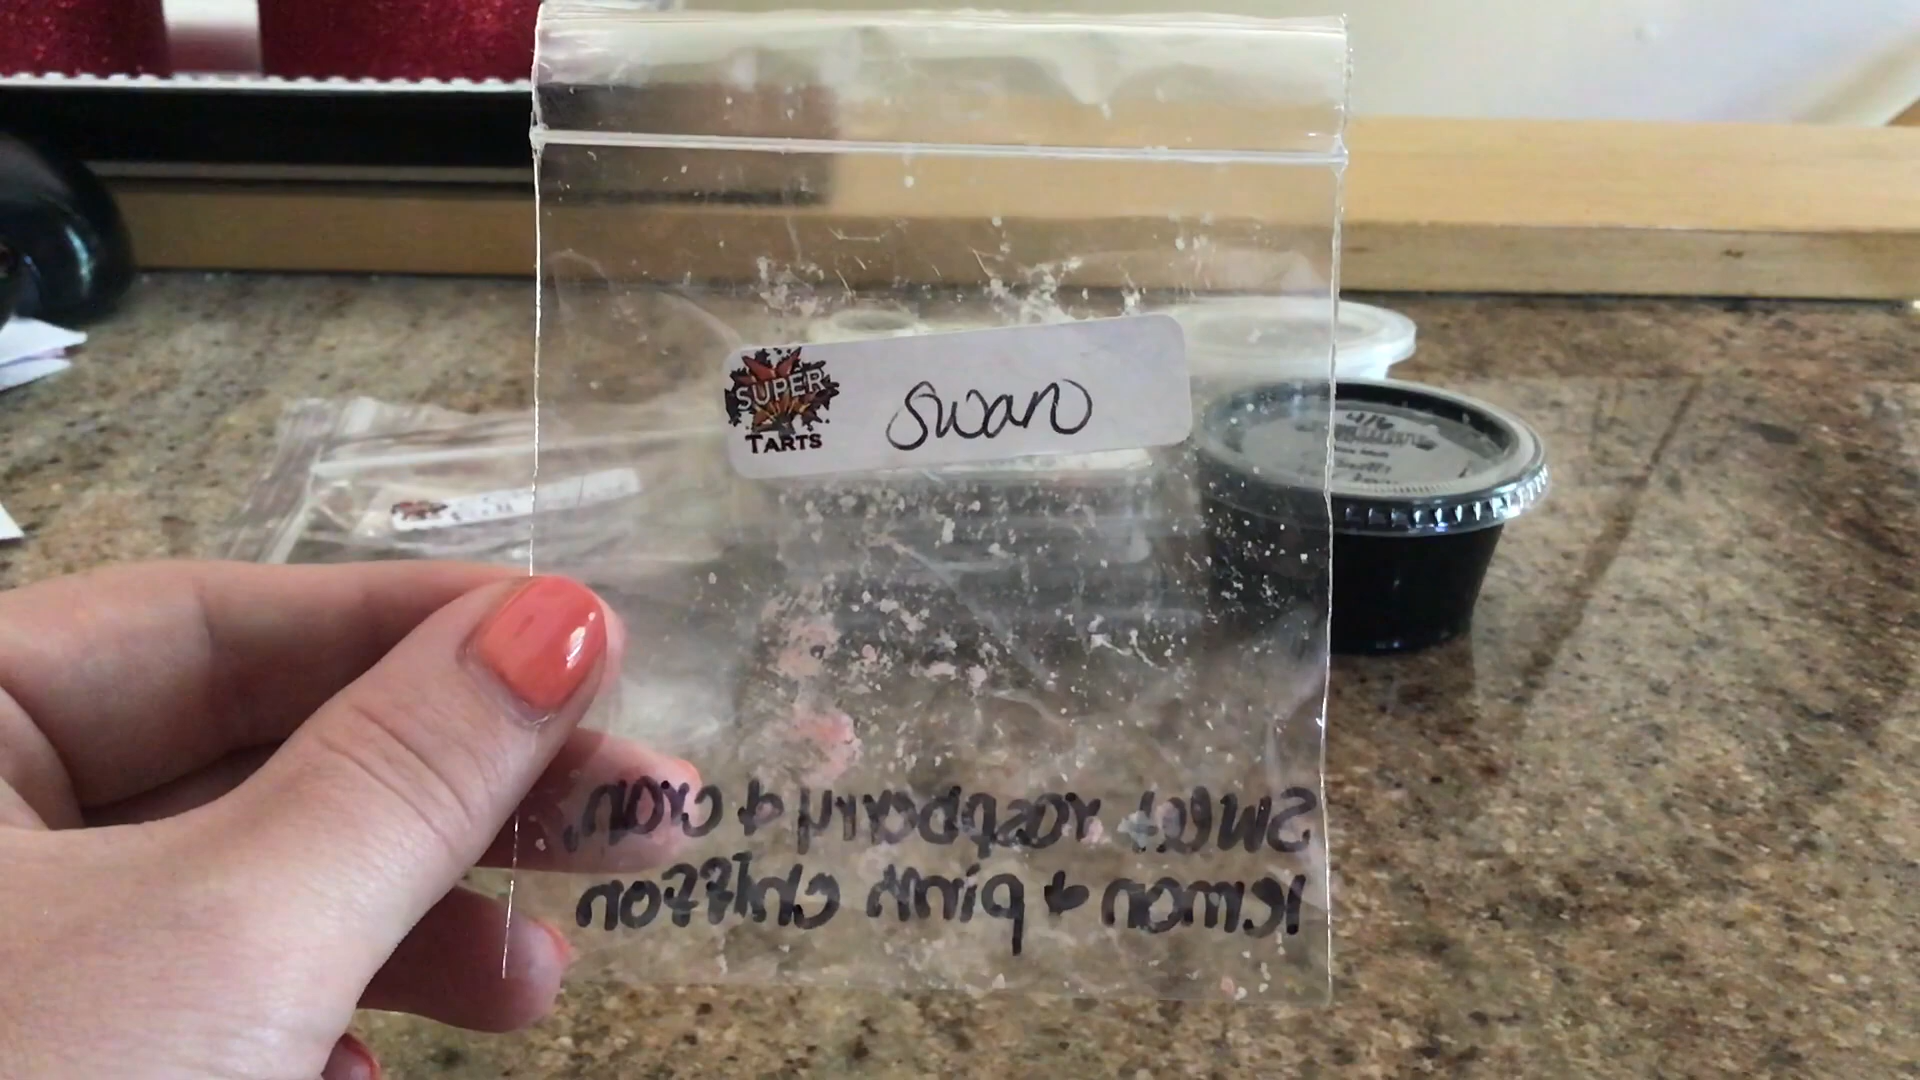 SUPER
TARTS
swan
Sweet raspberry & cran,
lemon & pink chiffon